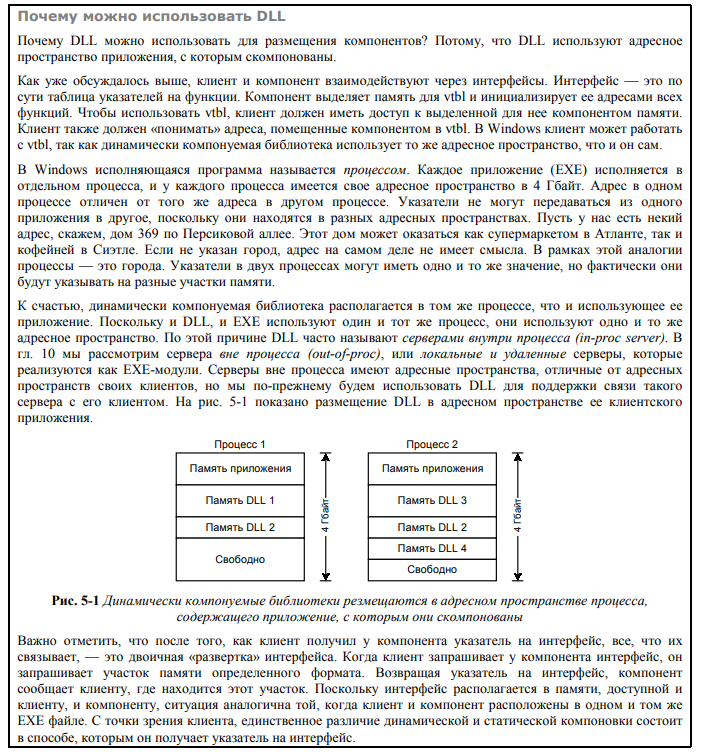 Почему можно использовать DLL
Почему DLL можно использовать для размещения компонентов? Потому, что DLL используют адресное
пространство приложения, с которым скомпонованы.
Как уже обсуждалось выше, клиент и компонент взаимодействуют через интерфейсы. Интерфейс — это по
сути таблица указателей на функции. Компонент выделяет память для vtbl и инициализирует ее адресами всех
функций. Чтобы использовать vtbl, клиент должен иметь доступ к выделенной для нее компонентом памяти.
Клиент также должен «понимать» адреса, помещенные компонентом в vtbl. В Windows клиент может работать
с vtbl, так как динамически компонуемая библиотека использует то же адресное пространство, что и он сам.
В Windows исполняющаяся программа называется процессом. Каждое приложение (EXE) исполняется в
отдельном процесса, и у каждого процесса имеется свое адресное пространство в 4 Гбайт. Адрес в одном
процессе отличен от того же адреса в другом процессе. Указатели не могут передаваться из одного
приложения в другое, поскольку они находятся в разных адресных пространствах. Пусть у нас есть некий
адрес, скажем, дом 369 по Персиковой аллее. Этот дом может оказаться как супермаркетом в Атланте, так и
кофейней в Сиэтле. Если не указан город, адрес на самом деле не имеет смысла. В рамках этой аналогии
процессы — это города. Указатели в двух процессах могут иметь одно и то же значение, но фактически они
будут указывать на разные участки памяти.
К счастью, динамически компонуемая библиотека располагается в том же процессе, что и использующее ее
приложение. Поскольку и DLL, и EXE используют один и тот же процесс, они используют одно и то же
адресное пространство. По этой причине DLL часто называют серверами внутри процесса (in-proc server). В
гл. 10 мы рассмотрим сервера вне процесса (out-of-proc), или локальные и удаленные серверы, которые
реализуются как EXE-модули. Серверы вне процесса имеют адресные пространства, отличные от адресных
пространств своих клиентов, но мы по-прежнему будем использовать DLL для поддержки связи такого
сервера с его клиентом. На рис. 5-1 показано размещение DLL в адресном пространстве ее клиентского
приложения.
Процесс 1
Память приложения
Память DLL 1
Память DLL 2
Свободно
4 Гбайт
Процесс 2
Память приложения
Память DLL 3
Память DLL 2
Память DLL 4
Свободно
4 Гбайт
Рис. 5-1 Динамически компонуемые библиотеки резмещаются в адресном пространстве процесса,
содержащего приложение, с которым они скомпонованы
Важно отметить, что после того, как клиент получил у компонента указатель на интерфейс, все, что их
связывает, — это двоичная «развертка» интерфейса. Когда клиент запрашивает у компонента интерфейс, он
запрашивает участок памяти определенного формата. Возвращая указатель на интерфейс, компонент
сообщает клиенту, где находится этот участок. Поскольку интерфейс располагается в памяти, доступной и
клиенту, и компоненту, ситуация аналогична той, когда клиент и компонент расположены в одном и том же
EXE файле. С точки зрения клиента, единственное различие динамической и статической компоновки состоит
в способе, которым он получает указатель на интерфейс.